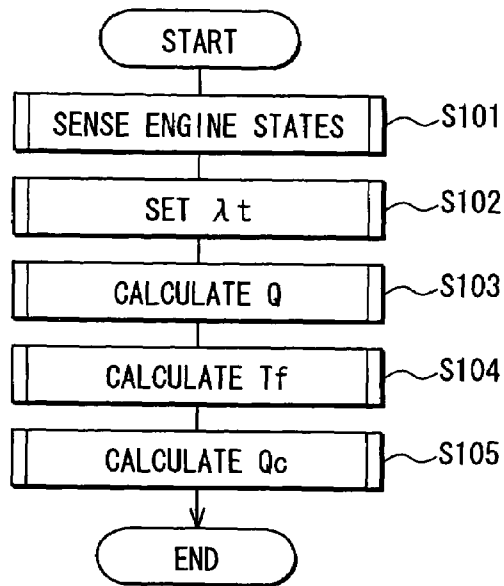 START
SENSE ENGINE STATES
S101
SET λt
S102
CALCULATE Q
S103
CALCULATE Tf
S104
CALCULATE Qc
S105
END